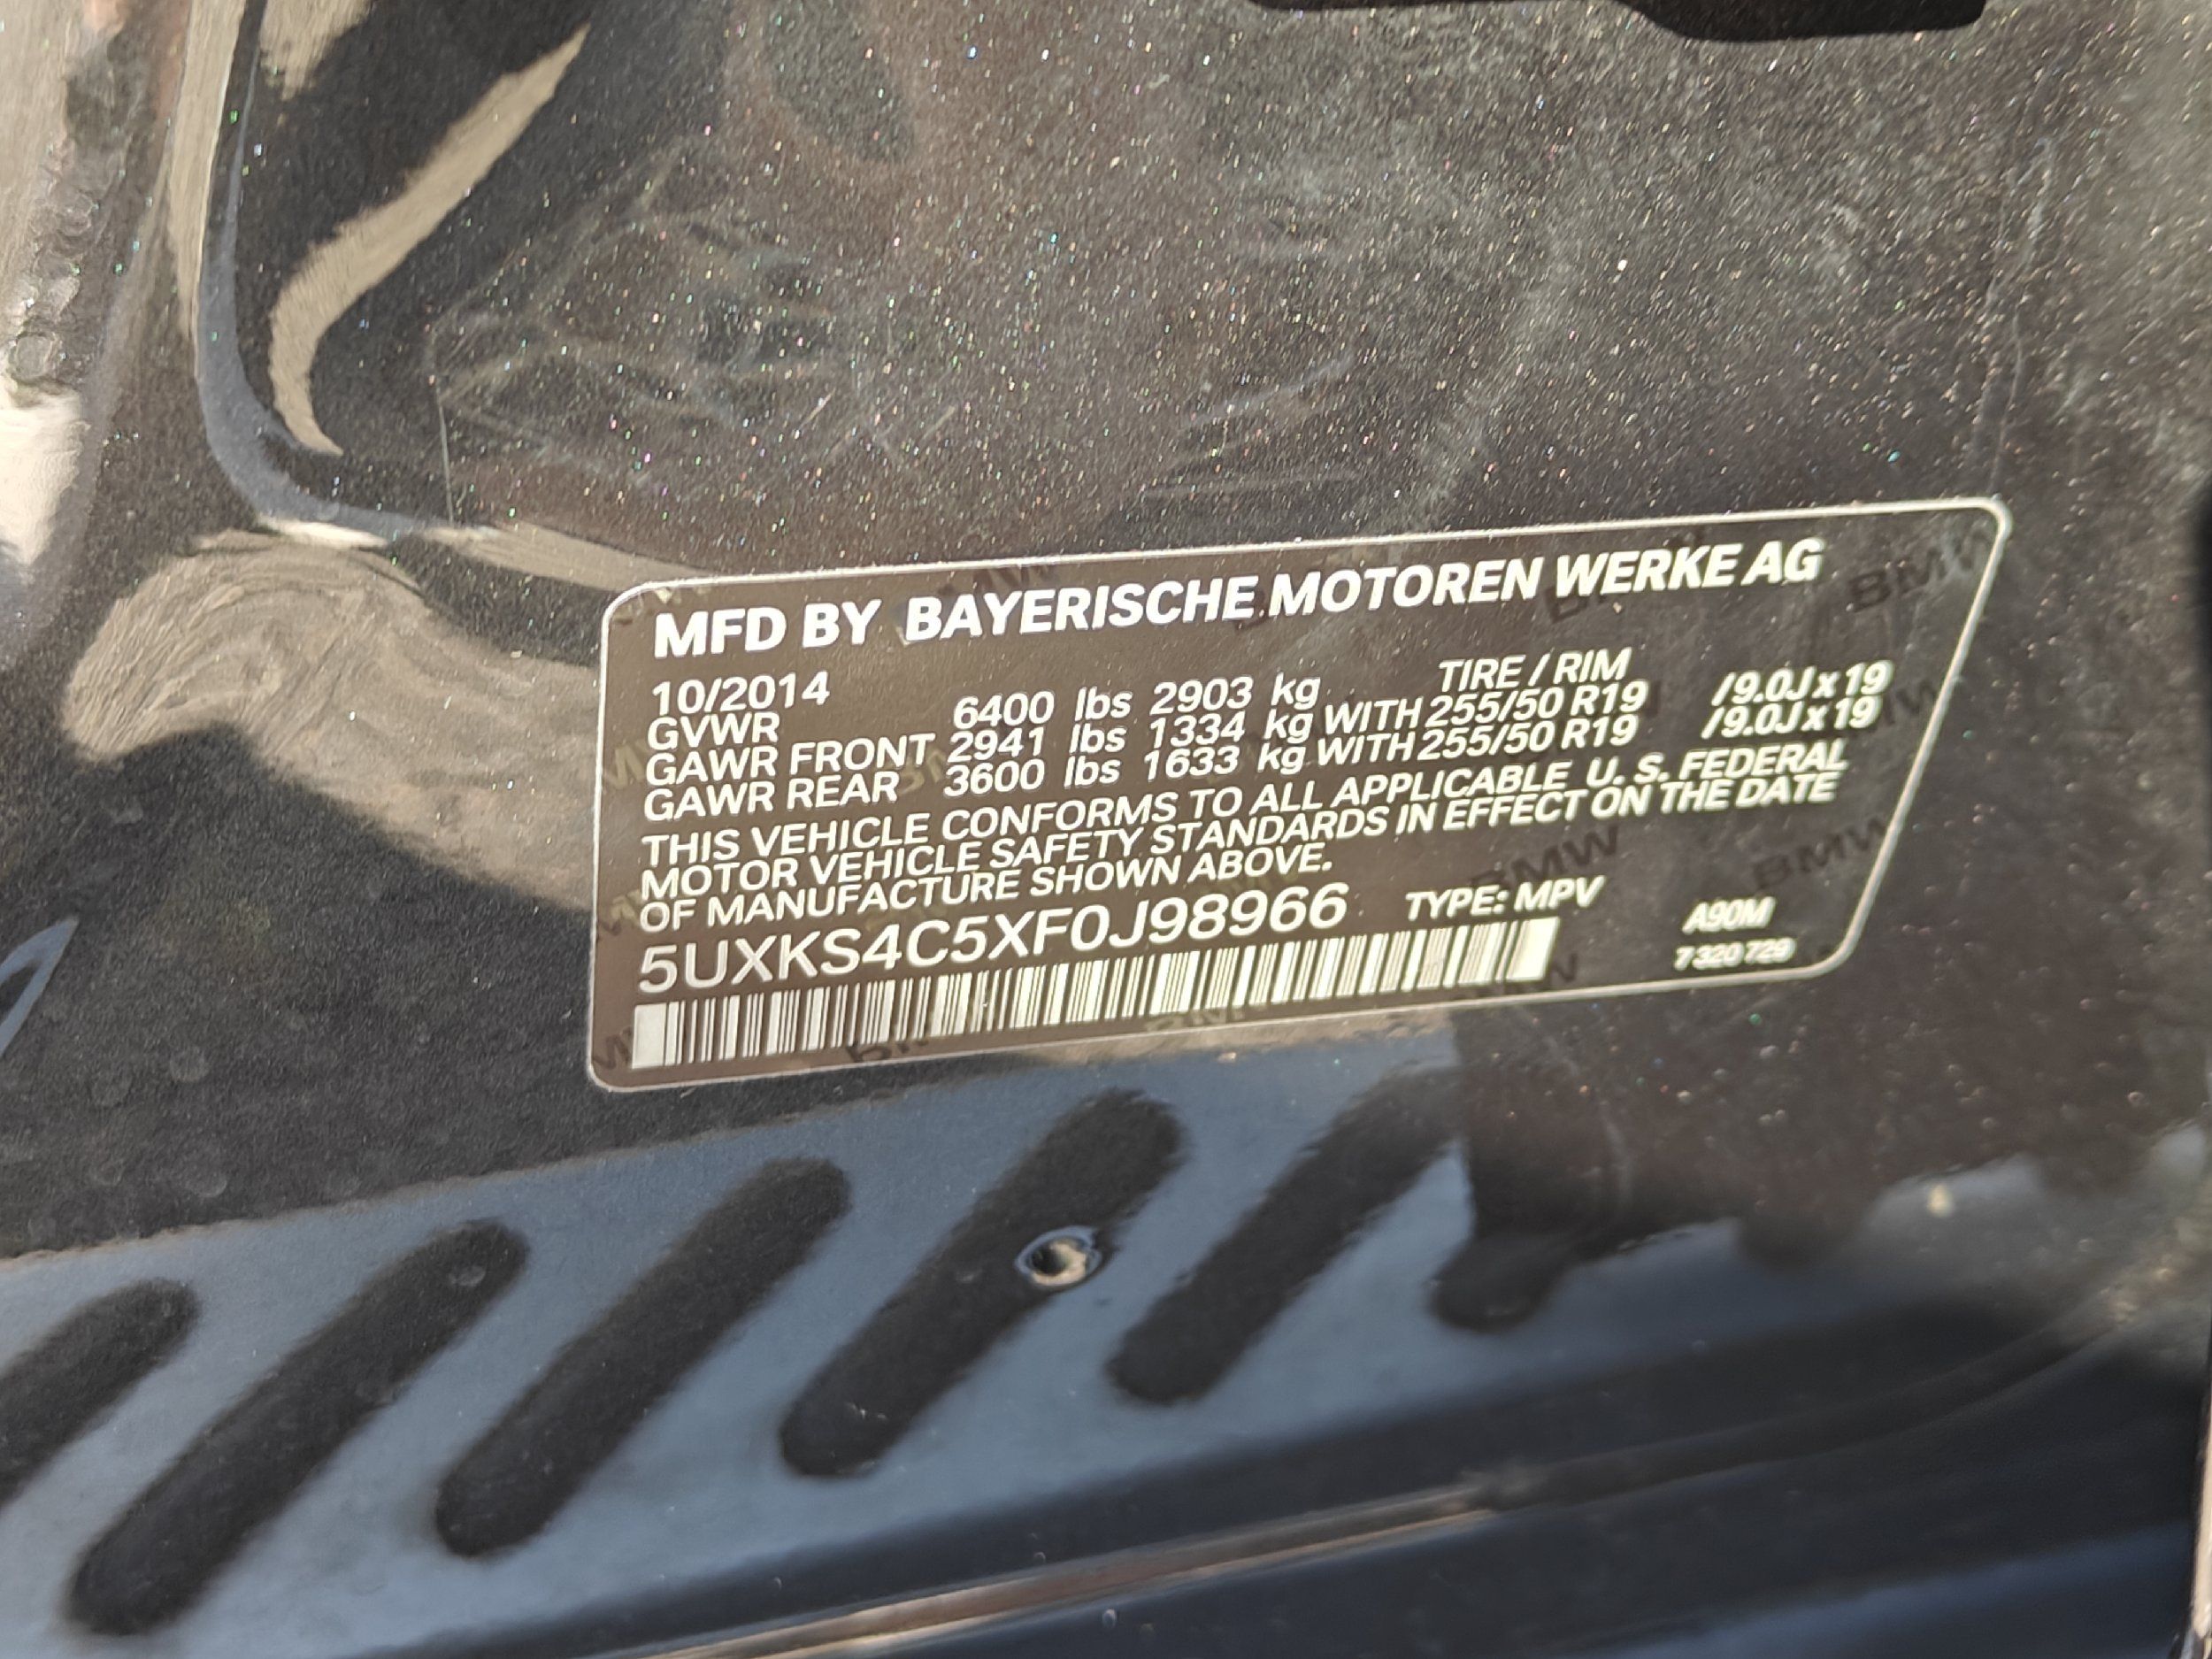 MFD BY BAYERISCHE MOTOREN WERKE AG
10/2014 TIRE / RIM
GVWR 6400 lbs 2903 kg
GAWR FRONT 2941 lbs 1334 kg WITH 255/50 R19 /9.0J x 19
GAWR REAR 3600 lbs 1633 kg WITH 255/50 R19 /9.0J x 19
THIS VEHICLE CONFORMS TO ALL APPLICABLE U. S. FEDERAL
MOTOR VEHICLE SAFETY STANDARDS IN EFFECT ON THE DATE
OF MANUFACTURE SHOWN ABOVE.
5UXKS4C5XF0J98966 TYPE: MPV A90M
7 320 729